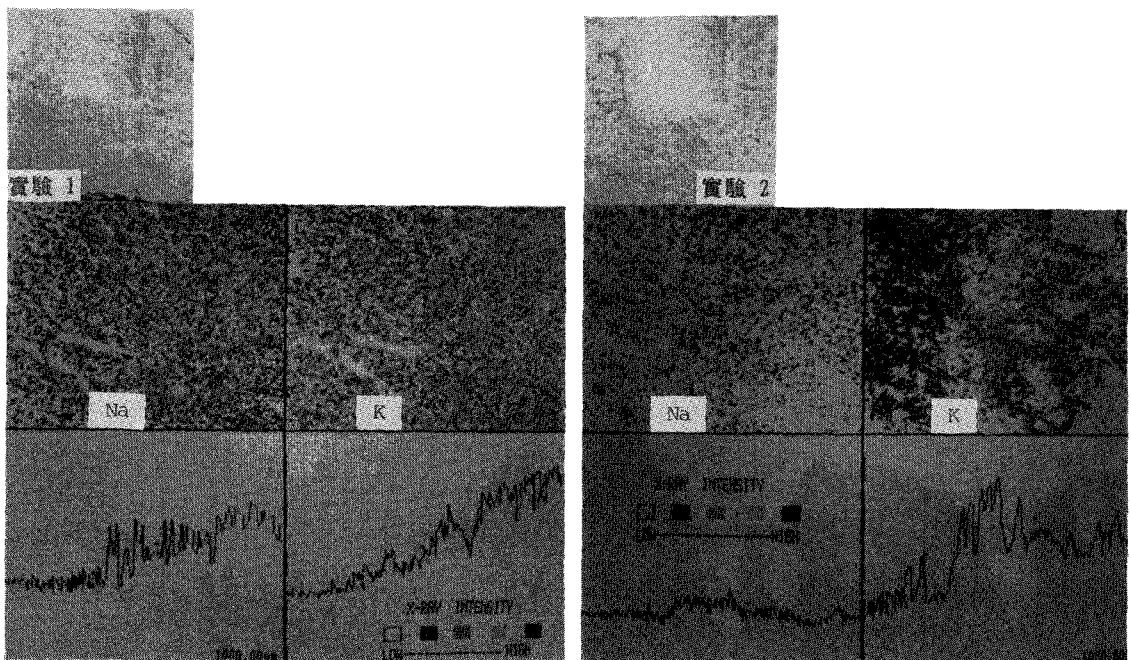 實驗 1
Na
K
X-RAY INTENSITY
LOW
HIGH
實驗 2
Na
K
X-RAY INTENSITY
LOW
HIGH